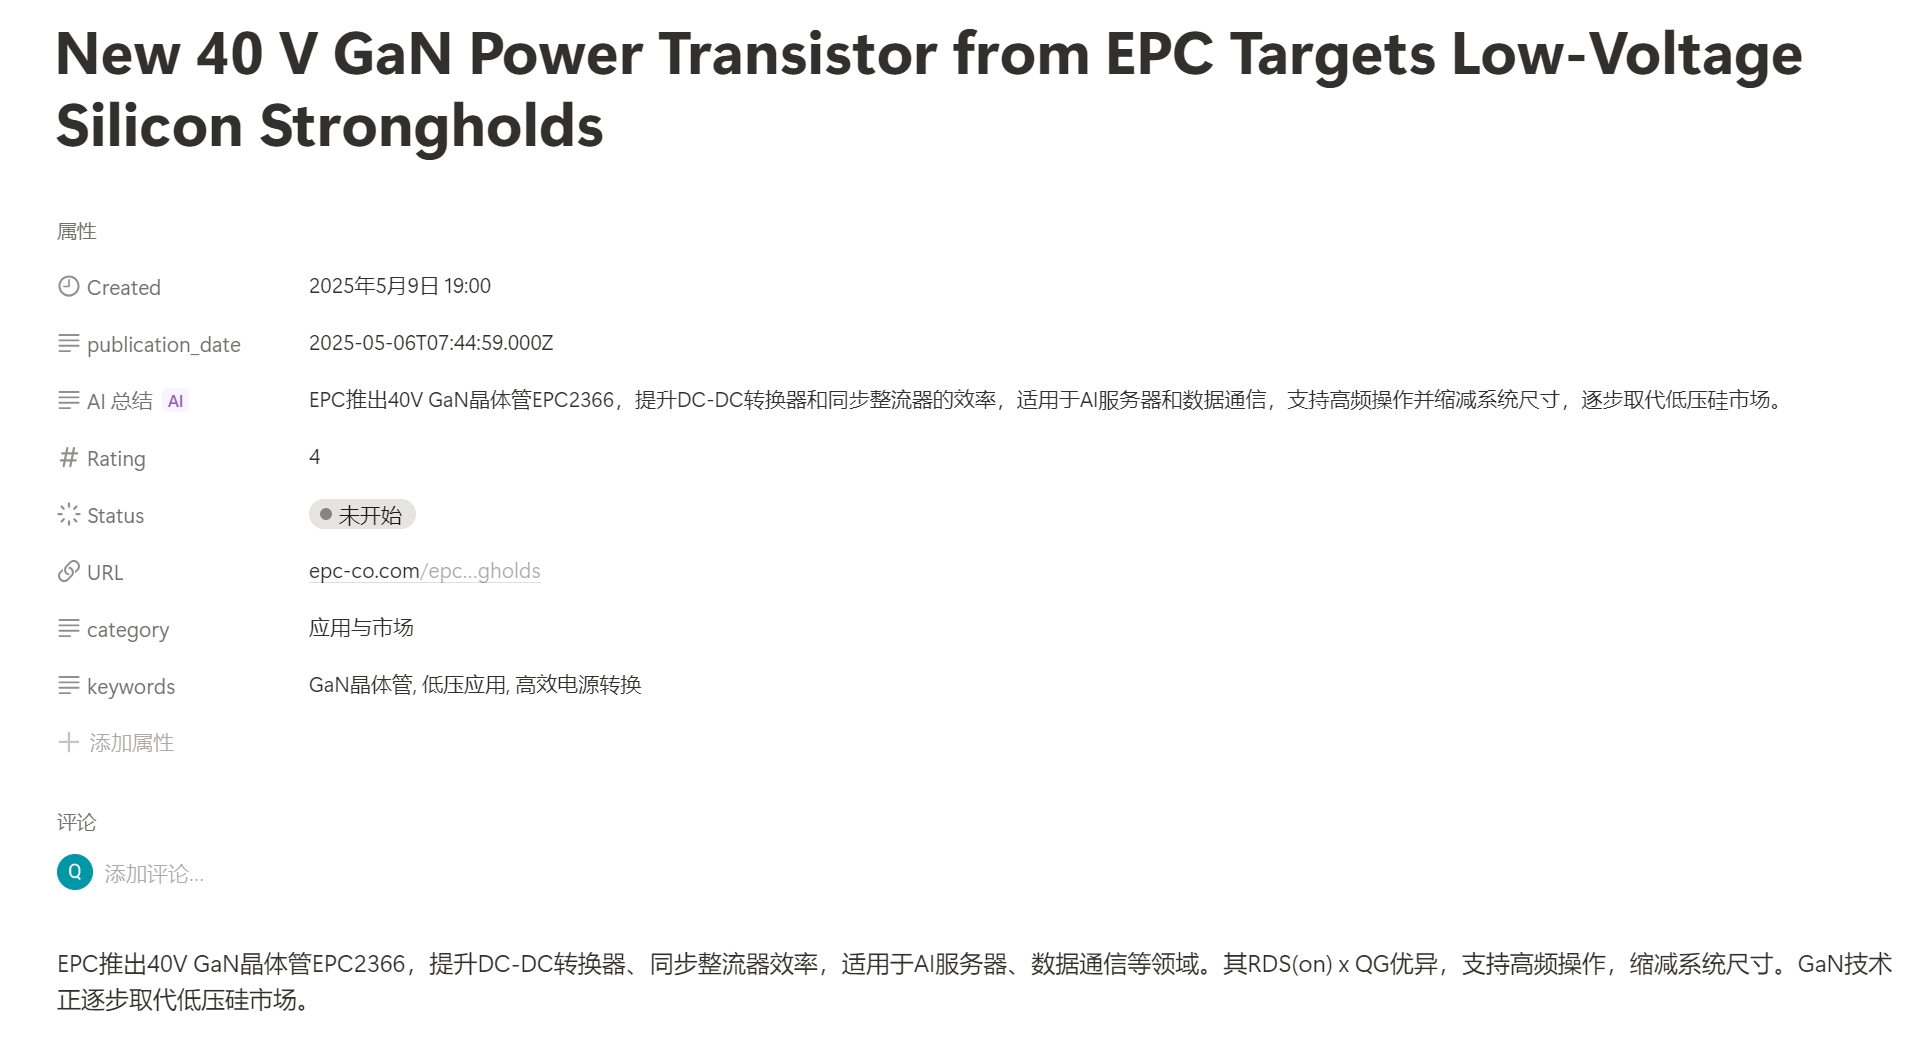 New 40 V GaN Power Transistor from EPC Targets Low-Voltage
Silicon Strongholds
属性
Created 2025年5月9日 19:00
publication_date 2025-05-06T07:44:59.000Z
AI 总结 AI EPC推出40V GaN晶体管EPC2366，提升DC-DC转换器和同步整流器的效率，适用于AI服务器和数据通信，支持高频操作并缩减系统尺寸，逐步取代低压硅市场。
Rating 4
Status 未开始
URL epc-co.com/epc...gholds
category 应用与市场
keywords GaN晶体管, 低压应用, 高效电源转换
添加属性
评论
Q 添加评论...
EPC推出40V GaN晶体管EPC2366，提升DC-DC转换器、同步整流器效率，适用于AI服务器、数据通信等领域。其RDS(on) x QG优异，支持高频操作，缩减系统尺寸。GaN技术
正逐步取代低压硅市场。